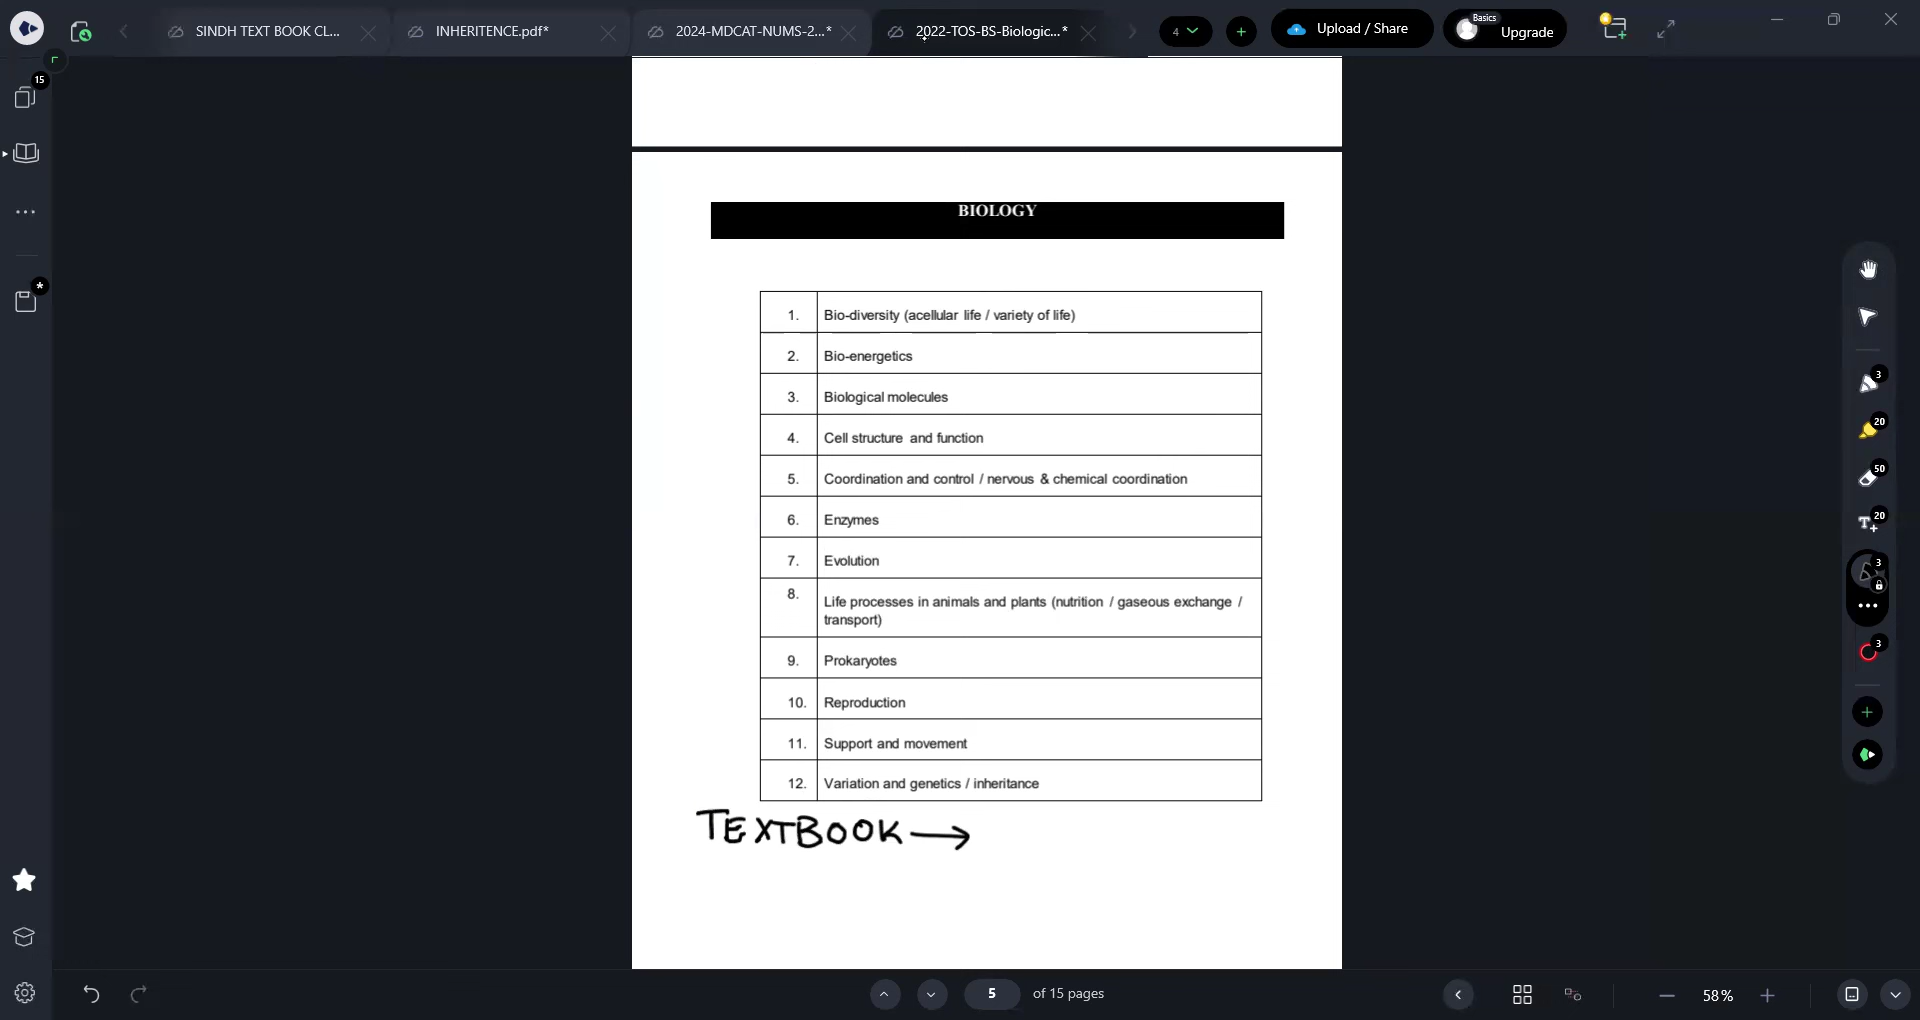 SINDH TEXT BOOK CL...
INHERITENCE.pdf*
2024-MDCAT-NUMS-2...*
2022-TOS-BS-Biologic...*
4
Upload / Share
Basics
Upgrade
15
BIOLOGY
1. Bio-diversity (acellular life / variety of life)
2. Bio-energetics
3. Biological molecules
4. Cell structure and function
5. Coordination and control / nervous & chemical coordination
6. Enzymes
7. Evolution
8. Life processes in animals and plants (nutrition / gaseous exchange /
transport)
9. Prokaryotes
10. Reproduction
11. Support and movement
12. Variation and genetics / inheritance
TEXTBOOK →
3
20
50
20
3
3
5 of 15 pages
58%